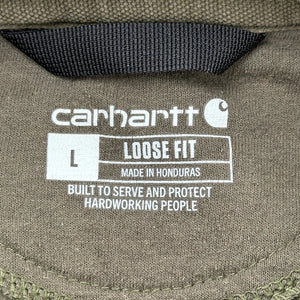 carhartt
L LOOSE FIT
MADE IN HONDURAS
BUILT TO SERVE AND PROTECT
HARDWORKING PEOPLE